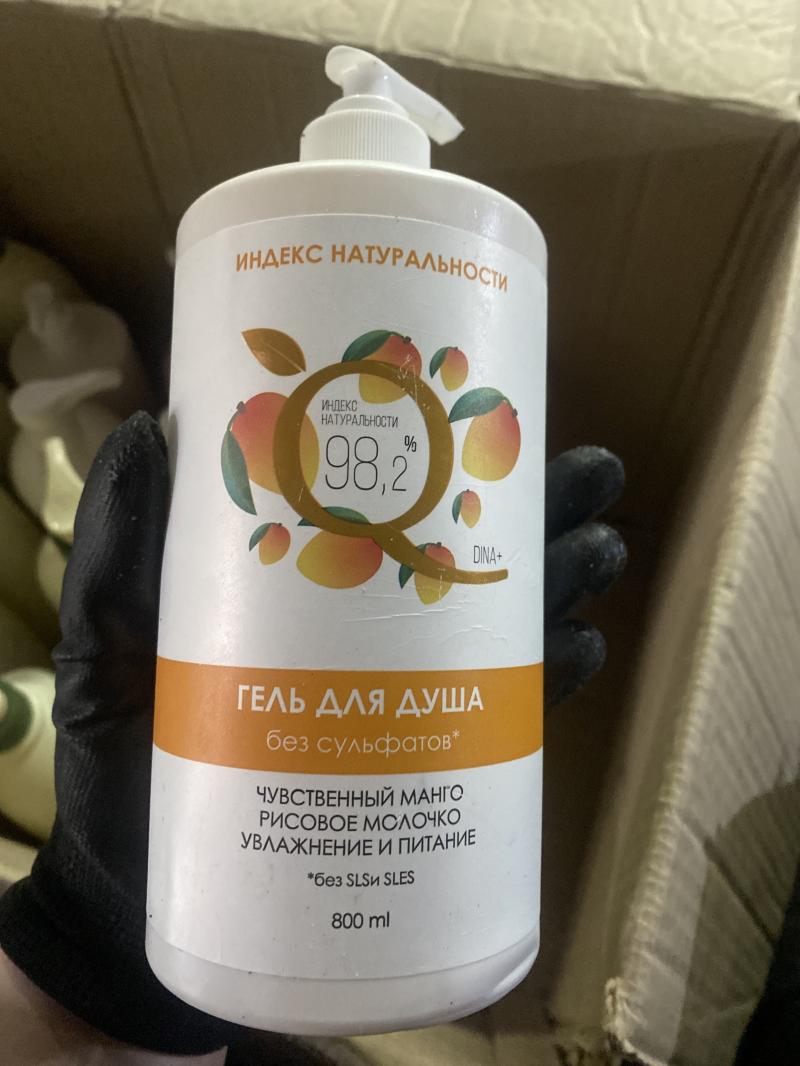 ИНДЕКС НАТУРАЛЬНОСТИ
ИНДЕКС
НАТУРАЛЬНОСТИ
98,2%
DINA+
ГЕЛЬ ДЛЯ ДУША
без сульфатов*
ЧУВСТВЕННЫЙ МАНГО
РИСОВОЕ МОЛОЧКО
УВЛАЖНЕНИЕ И ПИТАНИЕ
*без SLSи SLES
800 ml